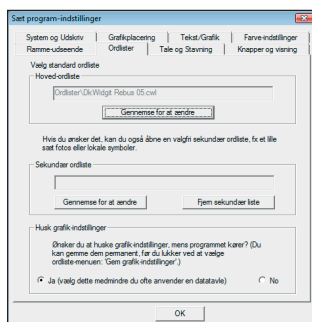 Sæt program-indstillinger
System og Udskriv Grafikplacering Tekst/Grafik Farve-indstillinger
Ramme-udseende Ordlister Tale og Stavning Knapper og visning
Vælg standard ordliste
Hoved-ordliste
Ordlister\Dk\Widgit Rebus 05.cwl
Gennemse for at ændre
Hvis du ønsker det, kan du også åbne en valgfri sekundær ordliste, fx et lille
sæt fotos eller lokale symboler.
Sekundær ordliste
Gennemse for at ændre Fjern sekundær liste
Husk grafik-indstillinger
Ønsker du at huske grafik-indstillinger, mens programmet kører? (Du
kan gemme dem permanent, før du lukker ved at vælge
ordliste-menuen: 'Gem grafik-indstillinger'.)
Ja (vælg dette medmindre du ofte anvender en datatavle) No
OK